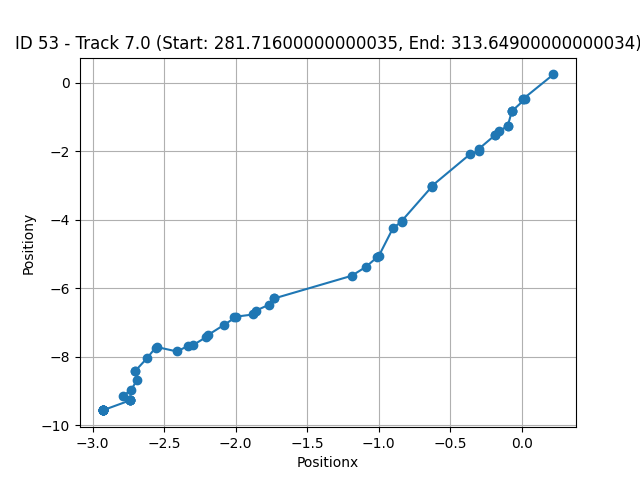 ID 53 - Track 7.0 (Start: 281.71600000000035, End: 313.64900000000034)
0
−2
−4
−6
−8
−10
Positiony
−3.0 −2.5 −2.0 −1.5 −1.0 −0.5 0.0
Positionx